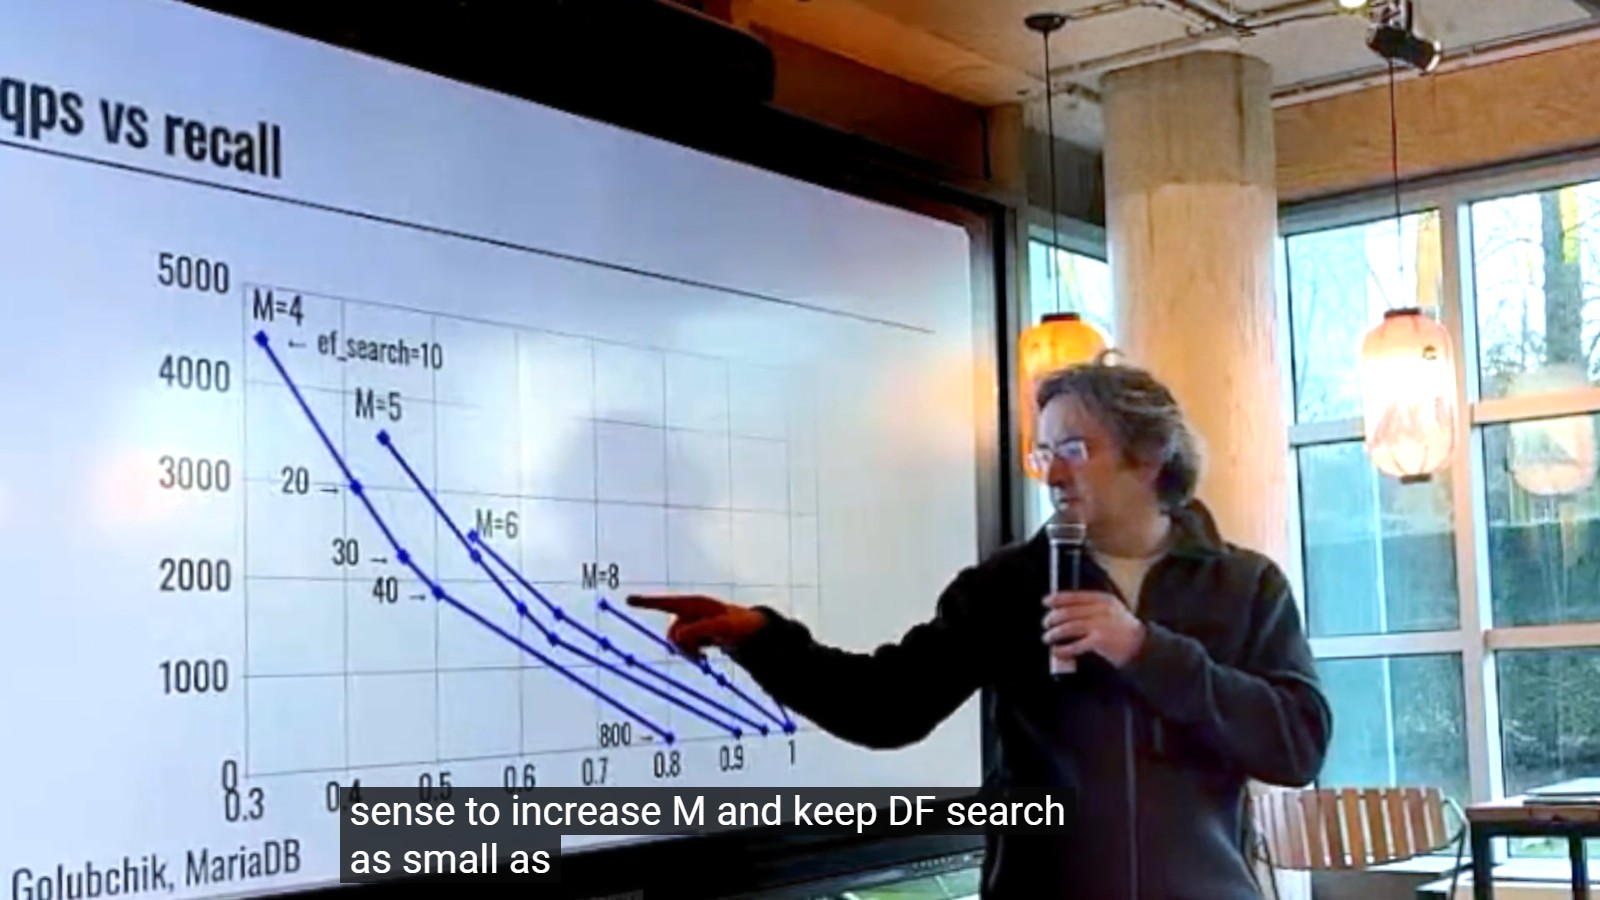 qps vs recall
5000
M=4
← ef_search=10
4000
M=5
3000
20 →
M=6
30 →
2000
M=8
40 →
1000
800 →
0
0.3
0.4
0.5
0.6
0.7
0.8
0.9
1
sense to increase M and keep DF search
as small as
Golubchik, MariaDB